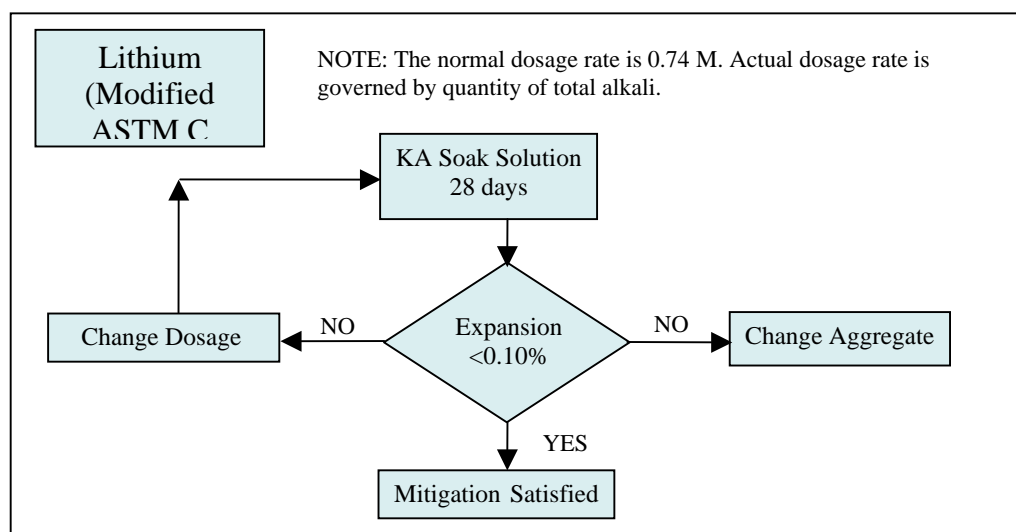 Lithium
(Modified
ASTM C
NOTE: The normal dosage rate is 0.74 M. Actual dosage rate is
governed by quantity of total alkali.
KA Soak Solution
28 days
Change Dosage
NO
Expansion
<0.10%
NO
Change Aggregate
YES
Mitigation Satisfied